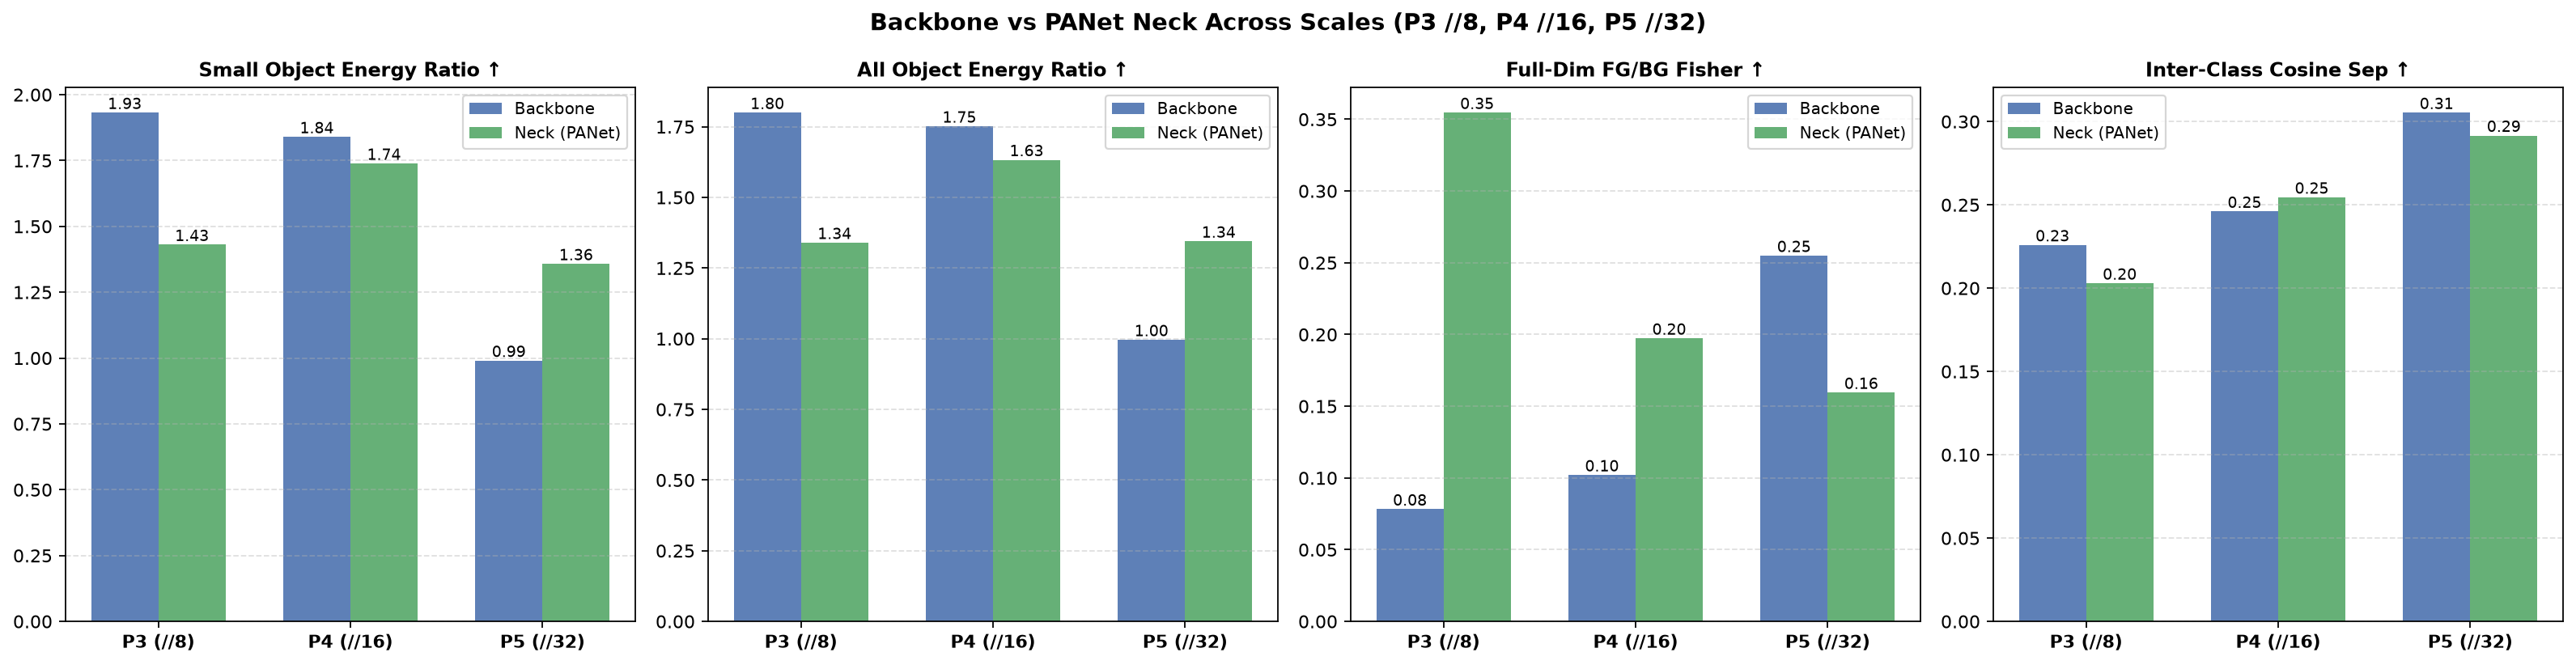 Backbone vs PANet Neck Across Scales (P3 //8, P4 //16, P5 //32)
Small Object Energy Ratio ↑
2.00
1.75
1.50
1.25
1.00
0.75
0.50
0.25
0.00
1.93
1.43
1.84
1.74
0.99
1.36
Backbone
Neck (PANet)
P3 (//8)
P4 (//16)
P5 (//32)
All Object Energy Ratio ↑
1.75
1.50
1.25
1.00
0.75
0.50
0.25
0.00
1.80
1.34
1.75
1.63
1.00
1.34
Backbone
Neck (PANet)
P3 (//8)
P4 (//16)
P5 (//32)
Full-Dim FG/BG Fisher ↑
0.35
0.30
0.25
0.20
0.15
0.10
0.05
0.00
0.08
0.35
0.10
0.20
0.25
0.16
Backbone
Neck (PANet)
P3 (//8)
P4 (//16)
P5 (//32)
Inter-Class Cosine Sep ↑
0.30
0.25
0.20
0.15
0.10
0.05
0.00
Backbone
Neck (PANet)
0.23
0.20
0.25
0.25
0.31
0.29
P3 (//8)
P4 (//16)
P5 (//32)